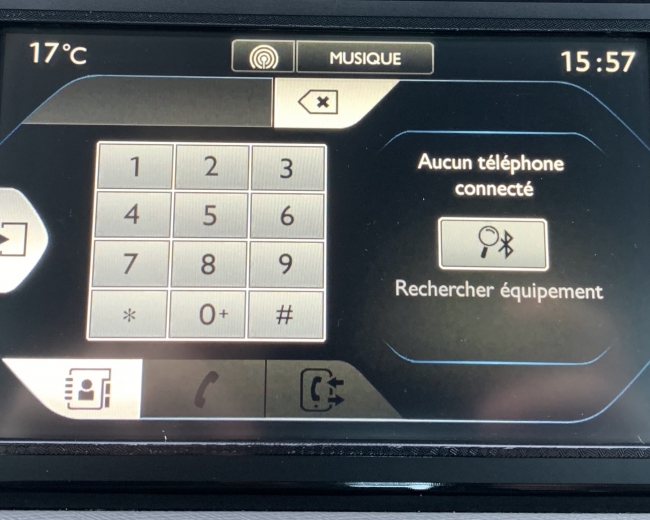 17°C
MUSIQUE
15:57
1 2 3
4 5 6
7 8 9
* 0+ #
Aucun téléphone
connecté
Rechercher équipement